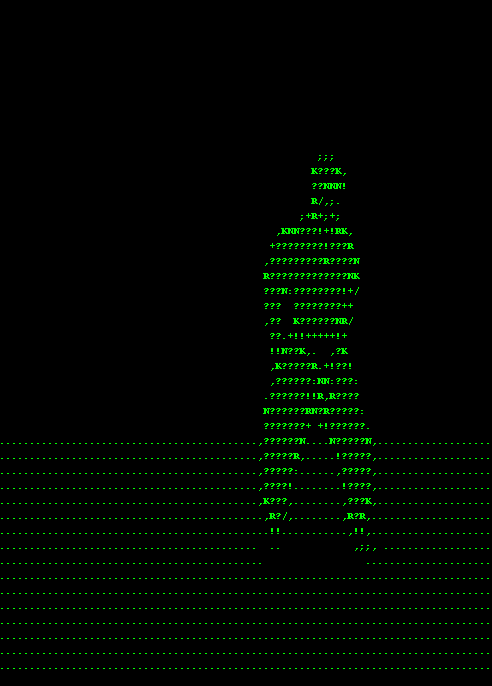 ;;;
K???K,
??NNN!
R/,;.
;+R+;+;
,KNN???!+!RK,
+????????!???R
,?????????R????N
R?????????????NK
???N:????????!+/
???  ????????++
,??  K??????NR/
??.+!!+++++!+
!!N??K,.  ,?K
,K?????R.+!??!
,??????:NN:???:
.??????!!R,R????
N??????RN?R?????:
???????+ +!??????.
...........................................,??????N....N?????N,...................
...........................................,?????R,.....!?????,...................
...........................................,?????:......,?????,...................
...........................................,????!........!????,...................
...........................................,K???,........,???K,...................
............................................,R?/,........,R?R,....................
.............................................!!...........,!!,....................
...........................................  ..            ,;;, ..................
............................................                ......................
..................................................................................
..................................................................................
..................................................................................
..................................................................................
..................................................................................
..................................................................................
..................................................................................